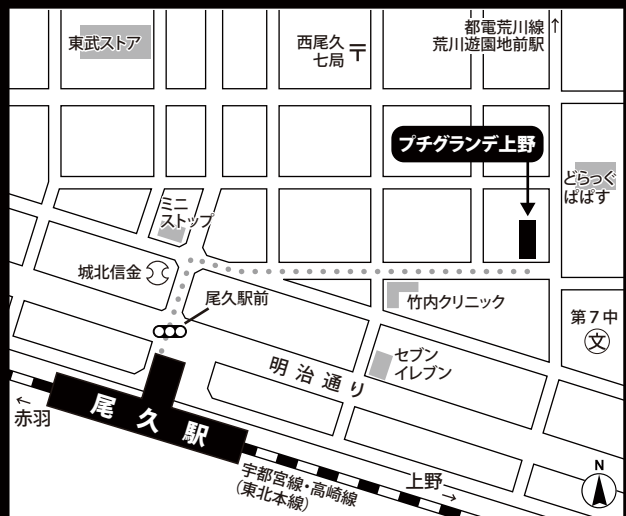 東武ストア
西尾久
七局
〒
都電荒川線↑
荒川遊園地前駅
プチグランデ上野
どらっぐ
ぱぱす
ミニ
ストップ
城北信金
尾久駅前
竹内クリニック
第7中
文
セブン
イレブン
明治通り
尾久駅
←
赤羽
宇都宮線・高崎線
(東北本線)
上野
→
N